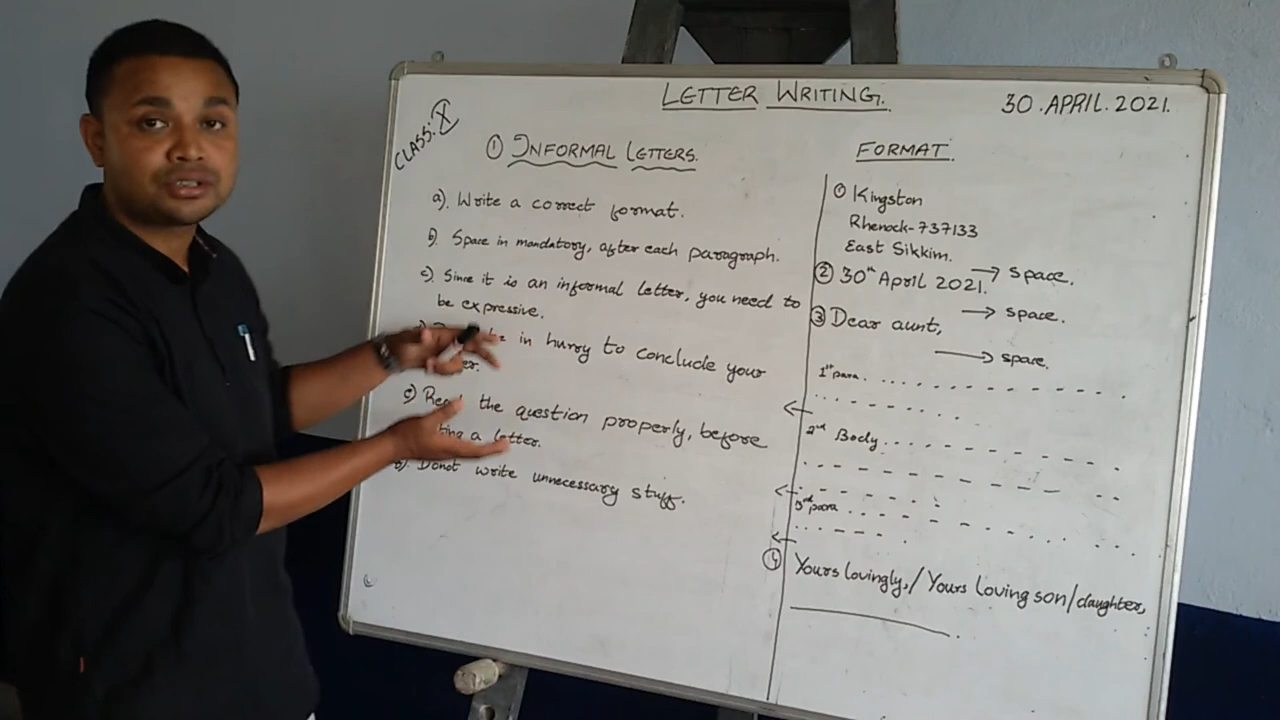 LETTER WRITING.
30.APRIL.2021.
CLASS: X
① INFORMAL LETTERS.
a). Write a correct format.
b). Space in mandatory, after each paragraph.
c). Since it is an informal letter, you need to
be expressive.
in hurry to conclude your
e) Read the question properly, before
a letter.
Donot write unnecessary stuff.
FORMAT.
① Kingston
Rhenock-737133
East Sikkim.
→ space.
② 30th April 2021.
→ space.
③ Dear aunt,
→ space.
1st para.
2nd Body
3rd para
④ Yours lovingly,/Yours Loving son/daughter,